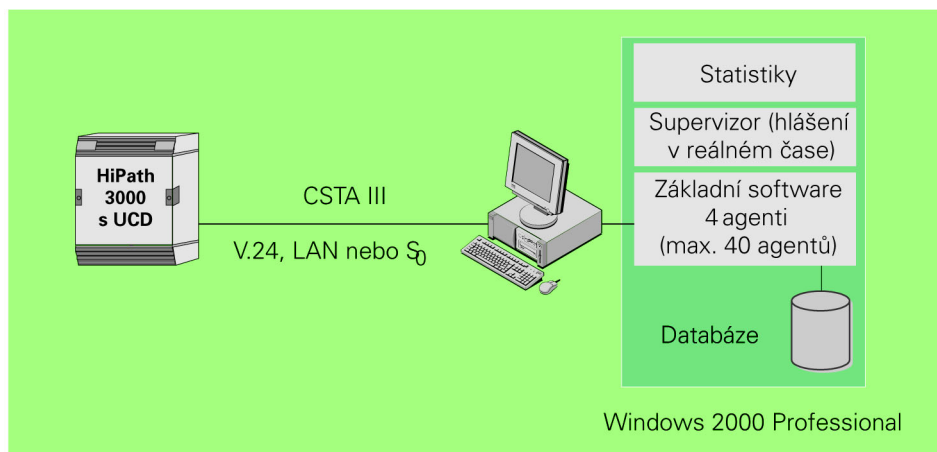 HiPath
3000
s UCD
CSTA III
V.24, LAN nebo S0
Statistiky
Supervizor (hlášení
v reálném čase)
Základní software
4 agenti
(max. 40 agentů)
Databáze
Windows 2000 Professional